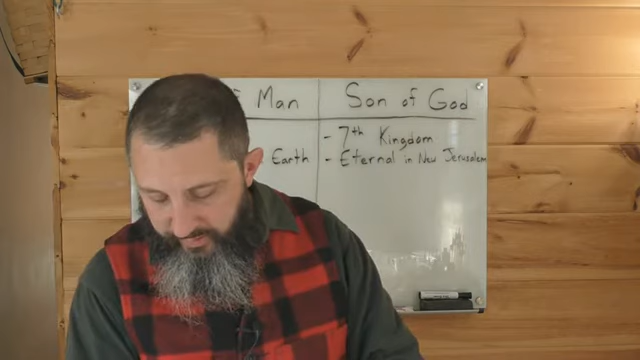 Man
Earth
Son of God
- 7th Kingdom
- Eternal in New Jerusalem